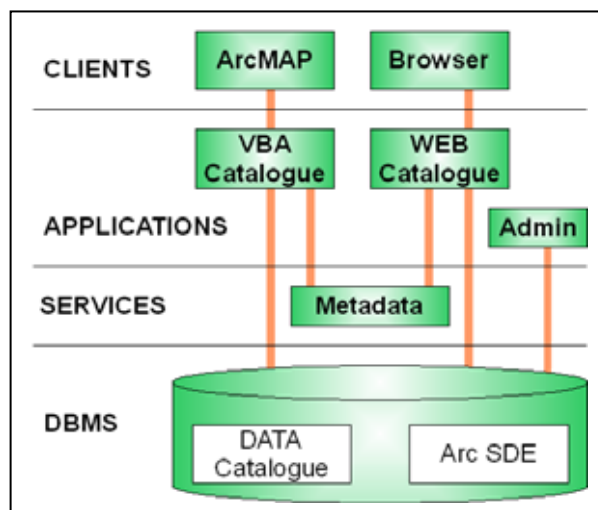 CLIENTS
ArcMAP
Browser
VBA
Catalogue
WEB
Catalogue
APPLICATIONS
Admin
SERVICES
Metadata
DBMS
DATA
Catalogue
Arc SDE